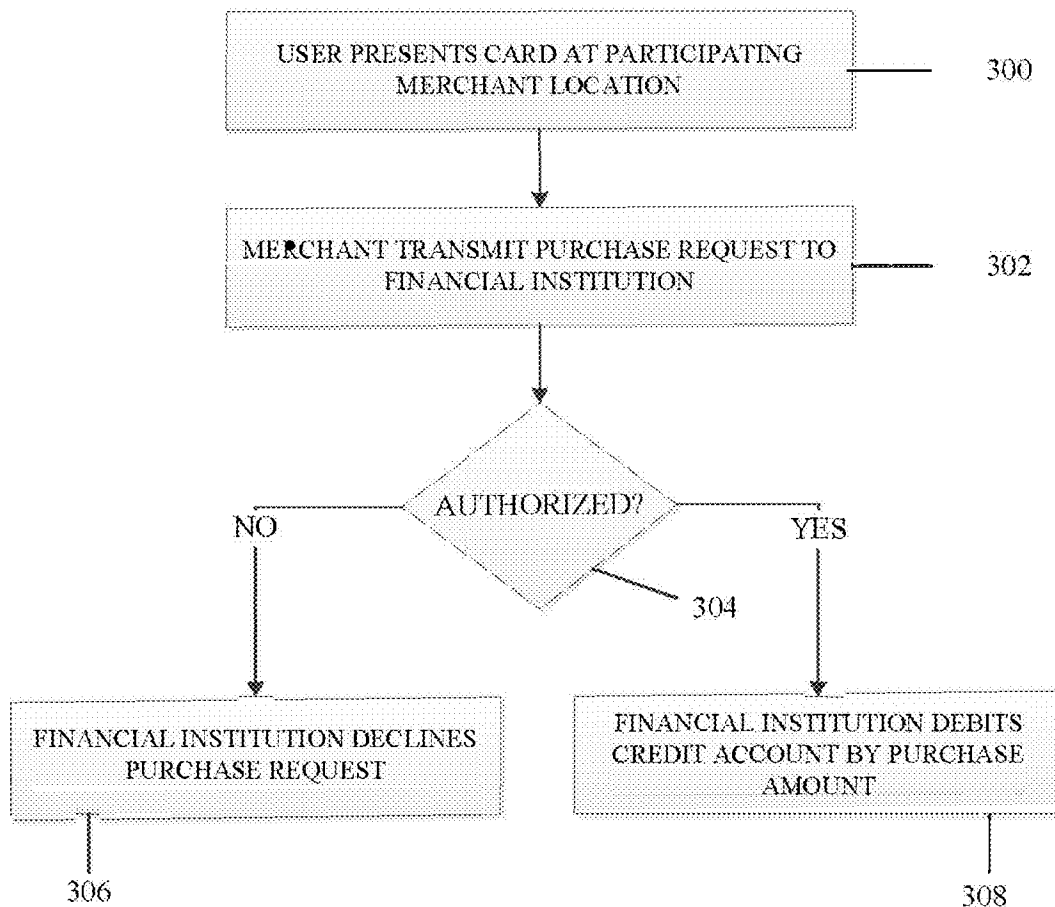 USER PRESENTS CARD AT PARTICIPATING
MERCHANT LOCATION
300
MERCHANT TRANSMIT PURCHASE REQUEST TO
FINANCIAL INSTITUTION
302
AUTHORIZED?
NO
YES
304
FINANCIAL INSTITUTION DECLINES
PURCHASE REQUEST
FINANCIAL INSTITUTION DEBITS
CREDIT ACCOUNT BY PURCHASE
AMOUNT
306
308